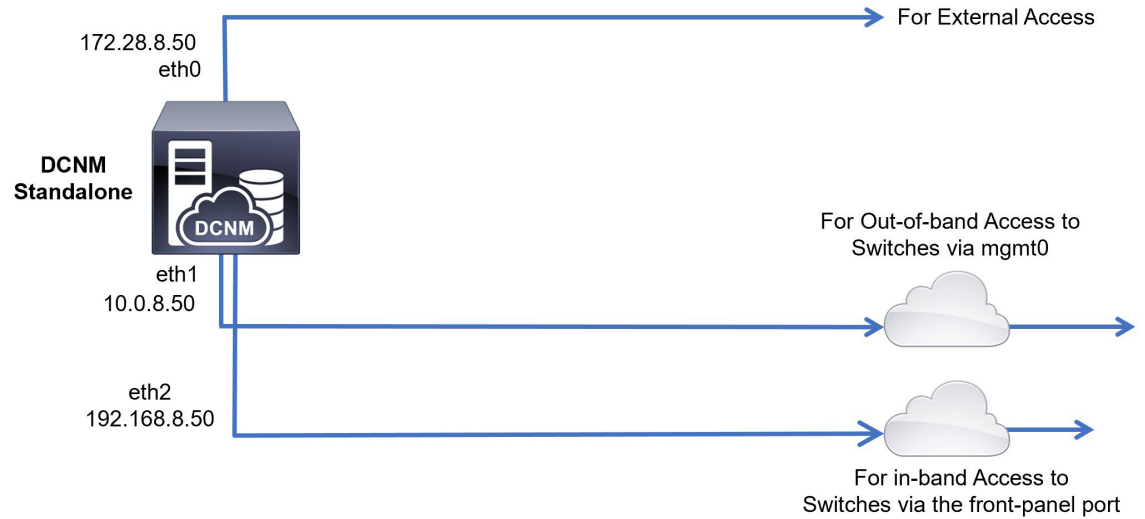 For External Access
172.28.8.50
eth0
DCNM
Standalone
DCNM
For Out-of-band Access to
Switches via mgmt0
eth1
10.0.8.50
eth2
192.168.8.50
For in-band Access to
Switches via the front-panel port